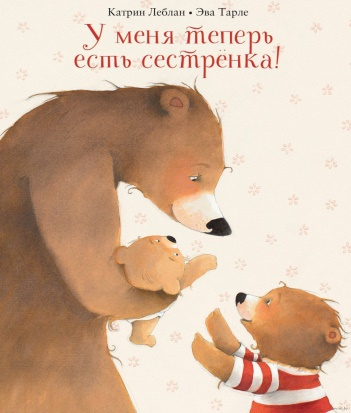 Катрин Леблан • Эва Тарле
У меня теперь
есть сестрёнка!